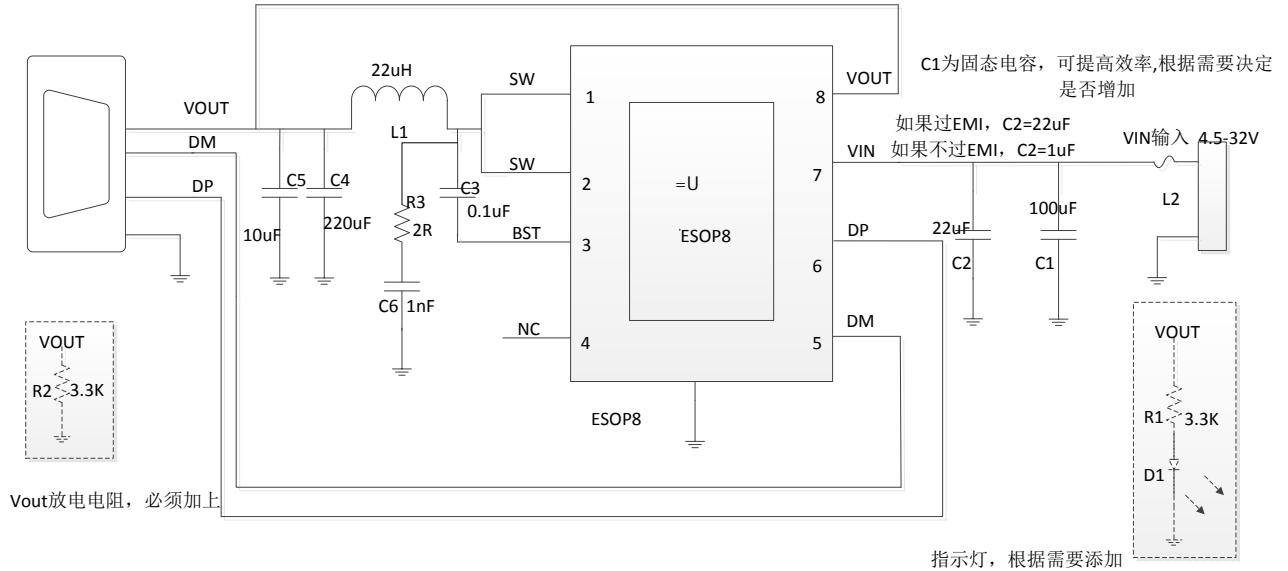 C1为固态电容，可提高效率,根据需要决定
是否增加
22uH
SW
1
8
VOUT
VOUT
L1
如果过EMI，C2=22uF
如果不过EMI，C2=1uF
VIN输入 4.5-32V
DM
SW
2
7
VIN
DP
C5
C4
R3
C3
=U
L2
10uF
220uF
2R
0.1uF
BST
3
ESOP8
6
DP
22uF
100uF
C2
C1
C6
1nF
NC
4
5
DM
VOUT
R2
3.3K
VOUT
R1
3.3K
D1
ESOP8
Vout放电电阻，必须加上
指示灯，根据需要添加